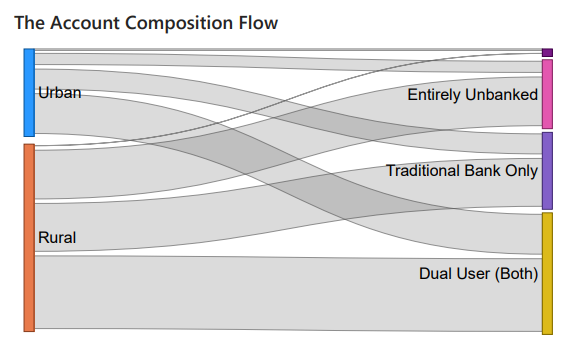 The Account Composition Flow
Urban
Entirely Unbanked
Traditional Bank Only
Rural
Dual User (Both)